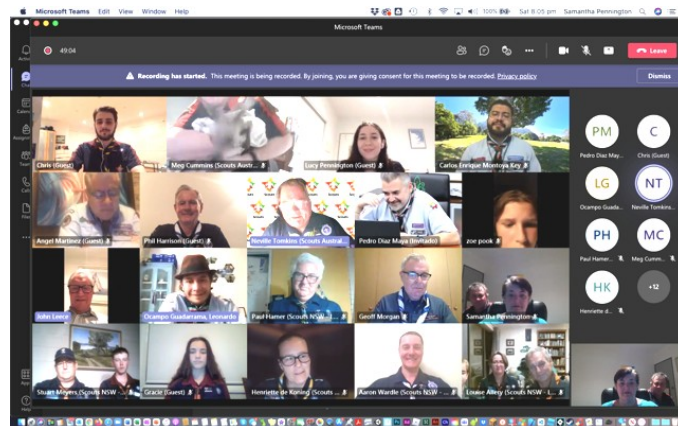 Microsoft Teams Edit View Window Help
100% Sat 8:05 pm Samantha Pennington
Microsoft Teams
49:04
Leave
Recording has started. This meeting is being recorded. By joining, you are giving consent for this meeting to be recorded. Privacy policy
Dismiss
Chris (Guest)
Meg Cummins (Scouts Austr...
Lucy Pennington (Guest)
Carlos Enrique Montoya Key
Angel Martinez (Guest)
Phil Harrison (Guest)
Neville Tomkins (Scouts Austral...
Pedro Diaz Maya (Invitado)
zoe pook
John Leece
Ocampo Guadarrama, Leonardo
Paul Hamer (Scouts NSW - ...
Geoff Morgan
Samantha Pennington
Stuart Meyers (Scouts NSW - ...
Gracie (Guest)
Henriette de Koning (Scouts ...
Aaron Wardle (Scouts NSW - ...
Louise Allery (Scouts NSW - L...
PM
C
Pedro Diaz May...
Chris (Guest)
LG
NT
Ocampo Guada...
Neville Tomkins...
PH
MC
Paul Hamer...
Meg Cumm...
HK
+12
Henriette d...